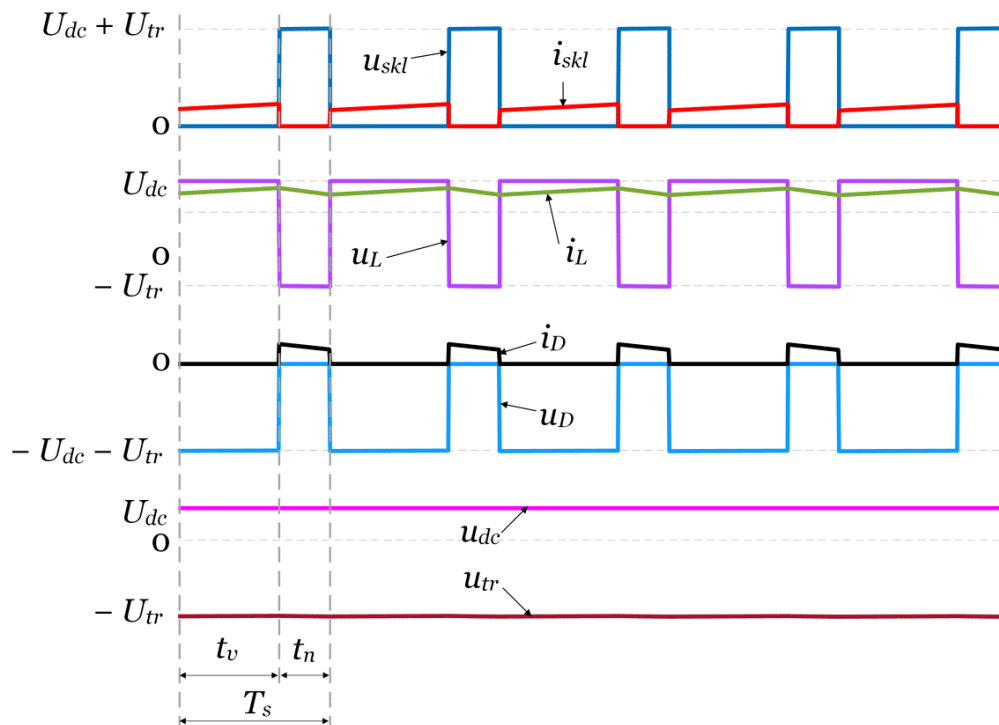 U_dc + U_tr
u_skl
i_skl
0
U_dc
u_L
i_L
0
– U_tr
i_D
0
u_D
– U_dc – U_tr
U_dc
0
u_dc
u_tr
– U_tr
t_v
t_n
T_s